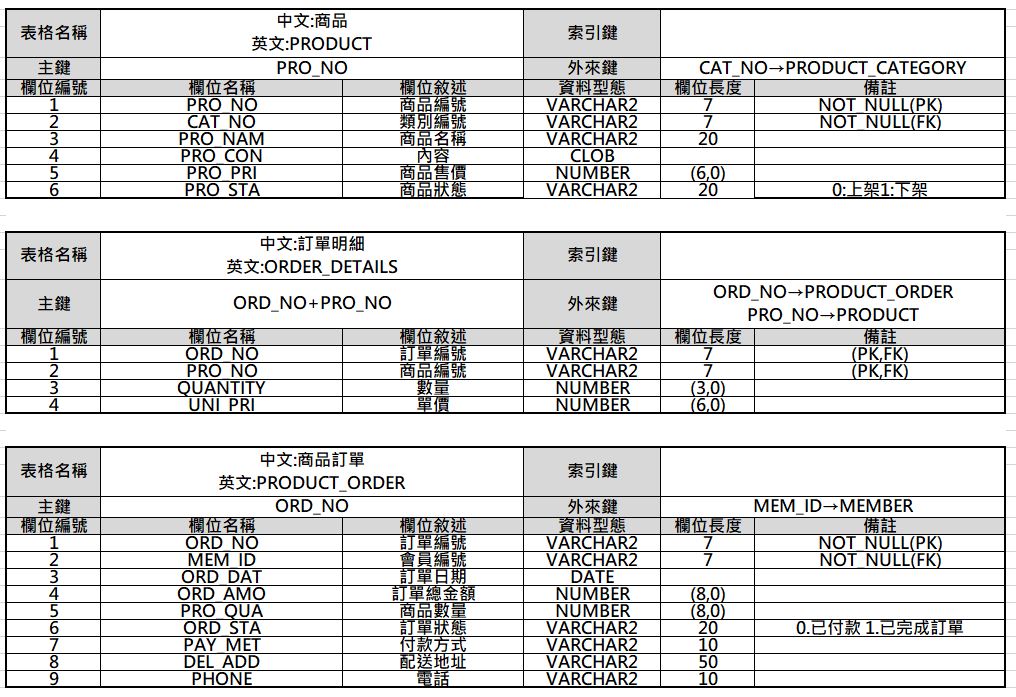 表格名稱 中文:商品 索引鍵
英文:PRODUCT
主鍵 PRO_NO 外來鍵 CAT_NO→PRODUCT_CATEGORY
欄位編號 欄位名稱 欄位敘述 資料型態 欄位長度 備註
1 PRO_NO 商品編號 VARCHAR2 7 NOT_NULL(PK)
2 CAT_NO 類別編號 VARCHAR2 7 NOT_NULL(FK)
3 PRO_NAM 商品名稱 VARCHAR2 20
4 PRO_CON 內容 CLOB
5 PRO_PRI 商品售價 NUMBER (6,0)
6 PRO_STA 商品狀態 VARCHAR2 20 0:上架1:下架
表格名稱 中文:訂單明細 索引鍵
英文:ORDER_DETAILS
主鍵 ORD_NO+PRO_NO 外來鍵 ORD_NO→PRODUCT_ORDER
PRO_NO→PRODUCT
欄位編號 欄位名稱 欄位敘述 資料型態 欄位長度 備註
1 ORD_NO 訂單編號 VARCHAR2 7 (PK,FK)
2 PRO_NO 商品編號 VARCHAR2 7 (PK,FK)
3 QUANTITY 數量 NUMBER (3,0)
4 UNI_PRI 單價 NUMBER (6,0)
表格名稱 中文:商品訂單 索引鍵
英文:PRODUCT_ORDER
主鍵 ORD_NO 外來鍵 MEM_ID→MEMBER
欄位編號 欄位名稱 欄位敘述 資料型態 欄位長度 備註
1 ORD_NO 訂單編號 VARCHAR2 7 NOT_NULL(PK)
2 MEM_ID 會員編號 VARCHAR2 7 NOT_NULL(FK)
3 ORD_DAT 訂單日期 DATE
4 ORD_AMO 訂單總金額 NUMBER (8,0)
5 PRO_QUA 商品數量 NUMBER (8,0)
6 ORD_STA 訂單狀態 VARCHAR2 20 0.已付款 1.已完成訂單
7 PAY_MET 付款方式 VARCHAR2 10
8 DEL_ADD 配送地址 VARCHAR2 50
9 PHONE 電話 VARCHAR2 10